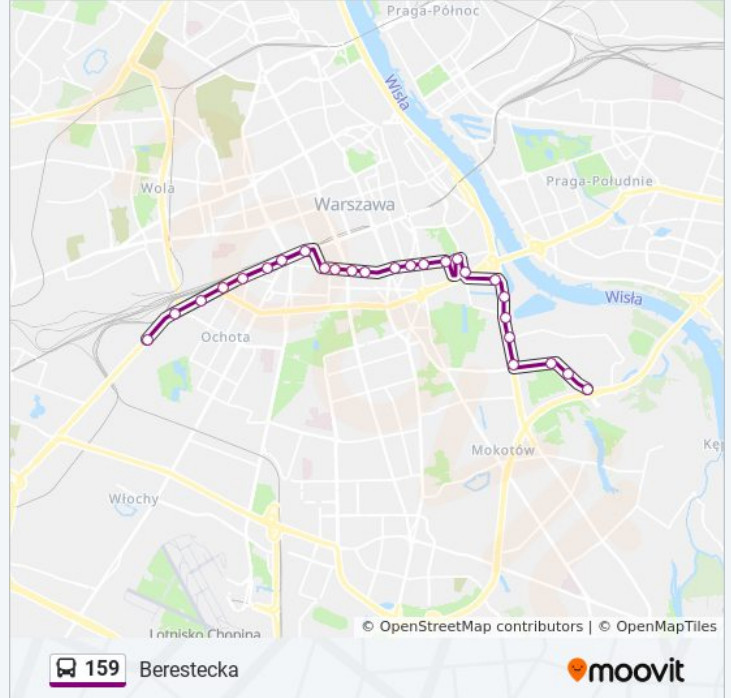 Praga-Północ
Wisła
Wola
Praga-Południe
Warszawa
Wisła
Ochota
Mokotów
Kęp
Włochy
Lotnisko Chopina
© OpenStreetMap contributors | © OpenMapTiles
159 Berestecka
moovit